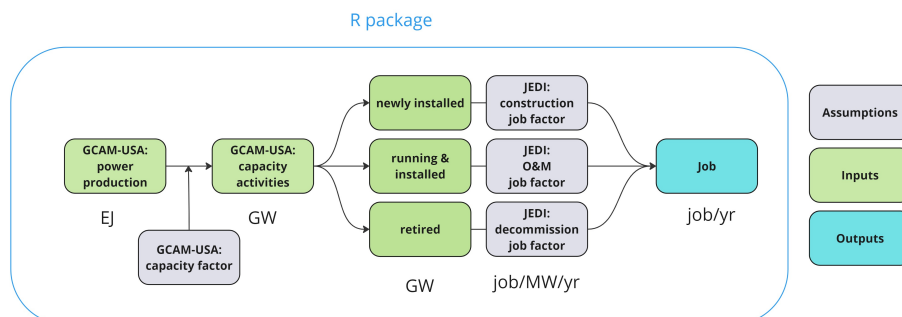 R package
GCAM-USA:
power
production
EJ
GCAM-USA:
capacity factor
GCAM-USA:
capacity
activities
GW
newly installed
running &
installed
retired
GW
JEDI:
construction
job factor
JEDI:
O&M
job factor
JEDI:
decommission
job factor
job/MW/yr
Job
job/yr
Assumptions
Inputs
Outputs